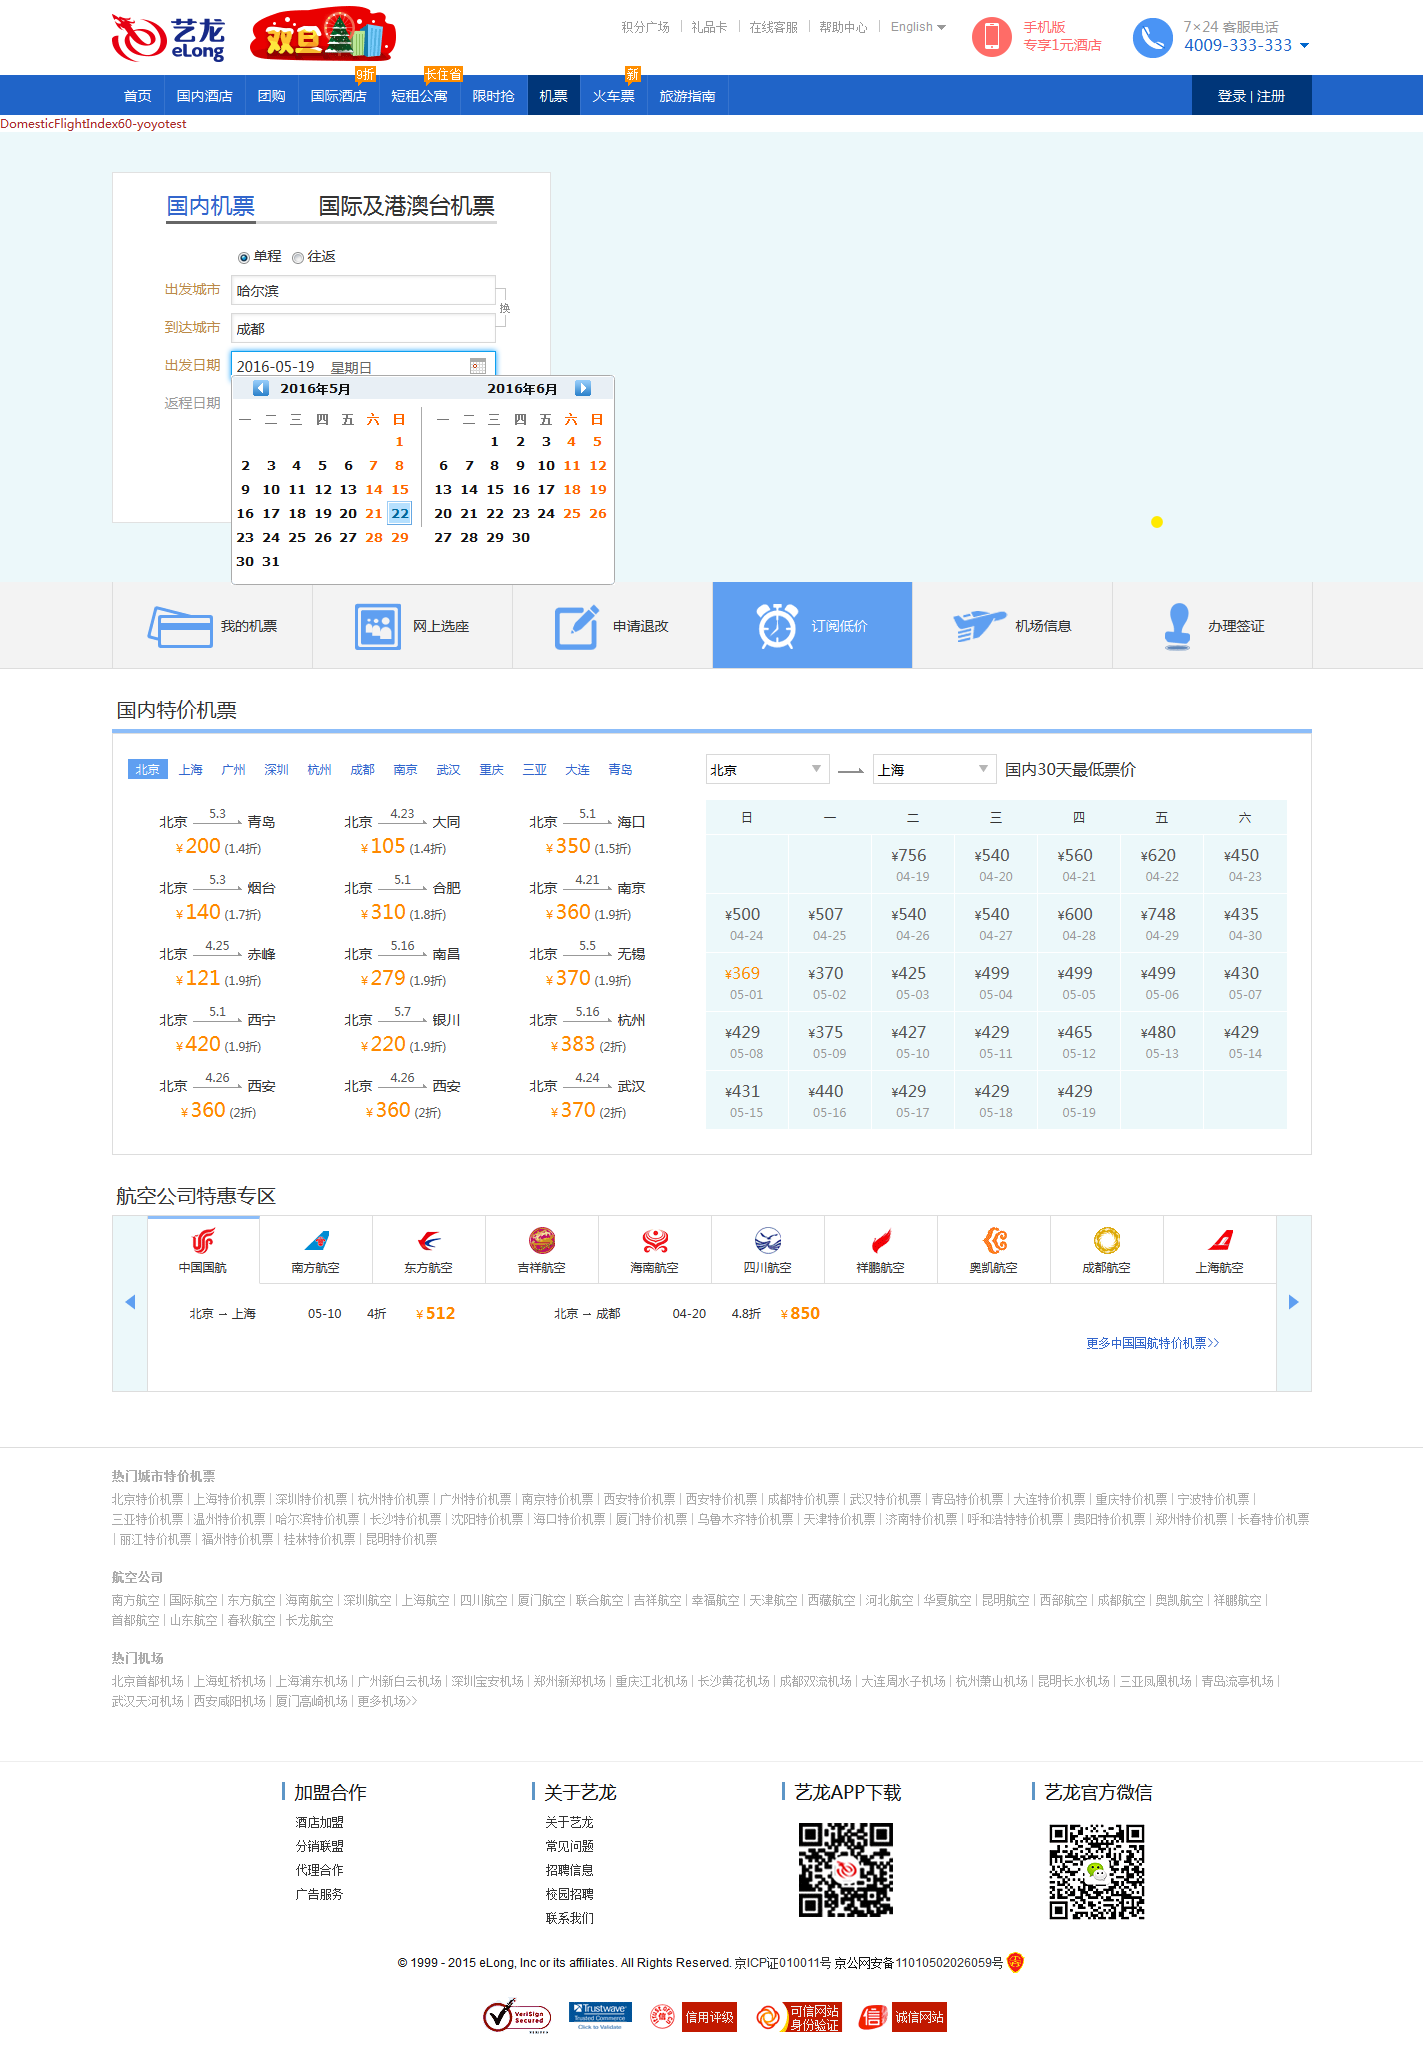 艺龙 eLong
双旦
积分广场 礼品卡 在线客服 帮助中心 English
手机版
专享1元酒店
7×24 客服电话
4009-333-333
9折 长住省 新
首页 国内酒店 团购 国际酒店 短租公寓 限时抢 机票 火车票 旅游指南 登录 | 注册
DomesticFlightIndex60-yoyotest
国内机票 国际及港澳台机票
单程 往返
出发城市 哈尔滨
换
到达城市 成都
出发日期 2016-05-19 星期日
返程日期
2016年5月 2016年6月
一 二 三 四 五 六 日 一 二 三 四 五 六 日
1 1 2 3 4 5
2 3 4 5 6 7 8 6 7 8 9 10 11 12
9 10 11 12 13 14 15 13 14 15 16 17 18 19
16 17 18 19 20 21 22 20 21 22 23 24 25 26
23 24 25 26 27 28 29 27 28 29 30
30 31
我的机票 网上选座 申请退改 订阅低价 机场信息 办理签证
国内特价机票
北京 上海 广州 深圳 杭州 成都 南京 武汉 重庆 三亚 大连 青岛
北京 5.3 青岛 北京 4.23 大同 北京 5.1 海口
¥200 (1.4折) ¥105 (1.4折) ¥350 (1.5折)
北京 5.3 烟台 北京 5.1 合肥 北京 4.21 南京
¥140 (1.7折) ¥310 (1.8折) ¥360 (1.9折)
北京 4.25 赤峰 北京 5.16 南昌 北京 5.5 无锡
¥121 (1.9折) ¥279 (1.9折) ¥370 (1.9折)
北京 5.1 西宁 北京 5.7 银川 北京 5.16 杭州
¥420 (1.9折) ¥220 (1.9折) ¥383 (2折)
北京 4.26 西安 北京 4.26 西安 北京 4.24 武汉
¥360 (2折) ¥360 (2折) ¥370 (2折)
北京 上海 国内30天最低票价
日 一 二 三 四 五 六
¥756 ¥540 ¥560 ¥620 ¥450
04-19 04-20 04-21 04-22 04-23
¥500 ¥507 ¥540 ¥540 ¥600 ¥748 ¥435
04-24 04-25 04-26 04-27 04-28 04-29 04-30
¥369 ¥370 ¥425 ¥499 ¥499 ¥499 ¥430
05-01 05-02 05-03 05-04 05-05 05-06 05-07
¥429 ¥375 ¥427 ¥429 ¥465 ¥480 ¥429
05-08 05-09 05-10 05-11 05-12 05-13 05-14
¥431 ¥440 ¥429 ¥429 ¥429
05-15 05-16 05-17 05-18 05-19
航空公司特惠专区
中国国航 南方航空 东方航空 吉祥航空 海南航空 四川航空 祥鹏航空 奥凯航空 成都航空 上海航空
北京 → 上海 05-10 4折 ¥512 北京 → 成都 04-20 4.8折 ¥850
更多中国国航特价机票>>
热门城市特价机票
北京特价机票 | 上海特价机票 | 深圳特价机票 | 杭州特价机票 | 广州特价机票 | 南京特价机票 | 西安特价机票 | 西安特价机票 | 成都特价机票 | 武汉特价机票 | 青岛特价机票 | 大连特价机票 | 重庆特价机票 | 宁波特价机票 |
三亚特价机票 | 温州特价机票 | 哈尔滨特价机票 | 长沙特价机票 | 沈阳特价机票 | 海口特价机票 | 厦门特价机票 | 乌鲁木齐特价机票 | 天津特价机票 | 济南特价机票 | 呼和浩特特价机票 | 贵阳特价机票 | 郑州特价机票 | 长春特价机票
| 丽江特价机票 | 福州特价机票 | 桂林特价机票 | 昆明特价机票
航空公司
南方航空 | 国际航空 | 东方航空 | 海南航空 | 深圳航空 | 上海航空 | 四川航空 | 厦门航空 | 联合航空 | 吉祥航空 | 幸福航空 | 天津航空 | 西藏航空 | 河北航空 | 华夏航空 | 昆明航空 | 西部航空 | 成都航空 | 奥凯航空 | 祥鹏航空 |
首都航空 | 山东航空 | 春秋航空 | 长龙航空
热门机场
北京首都机场 | 上海虹桥机场 | 上海浦东机场 | 广州新白云机场 | 深圳宝安机场 | 郑州新郑机场 | 重庆江北机场 | 长沙黄花机场 | 成都双流机场 | 大连周水子机场 | 杭州萧山机场 | 昆明长水机场 | 三亚凤凰机场 | 青岛流亭机场 |
武汉天河机场 | 西安咸阳机场 | 厦门高崎机场 | 更多机场>>
加盟合作 关于艺龙 艺龙APP下载 艺龙官方微信
酒店加盟 关于艺龙
分销联盟 常见问题
代理合作 招聘信息
广告服务 校园招聘
联系我们
© 1999 - 2015 eLong, Inc or its affiliates. All Rights Reserved. 京ICP证010011号 京公网安备11010502026059号
VeriSign Secured Trustwave Trusted Commerce Click to Validate 信用评级 可信网站 身份验证 诚信网站